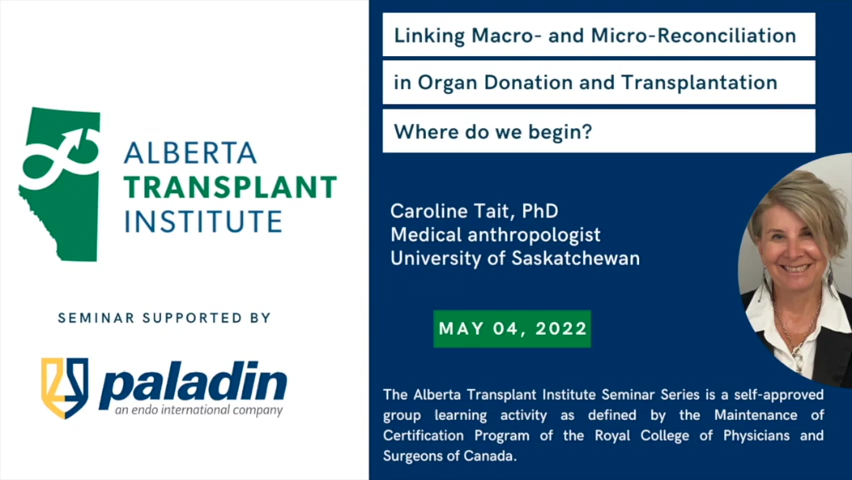 ALBERTA
TRANSPLANT
INSTITUTE
SEMINAR SUPPORTED BY
paladin
an endo international company
Linking Macro- and Micro-Reconciliation
in Organ Donation and Transplantation
Where do we begin?
Caroline Tait, PhD
Medical anthropologist
University of Saskatchewan
MAY 04, 2022
The Alberta Transplant Institute Seminar Series is a self-approved
group learning activity as defined by the Maintenance of
Certification Program of the Royal College of Physicians and
Surgeons of Canada.